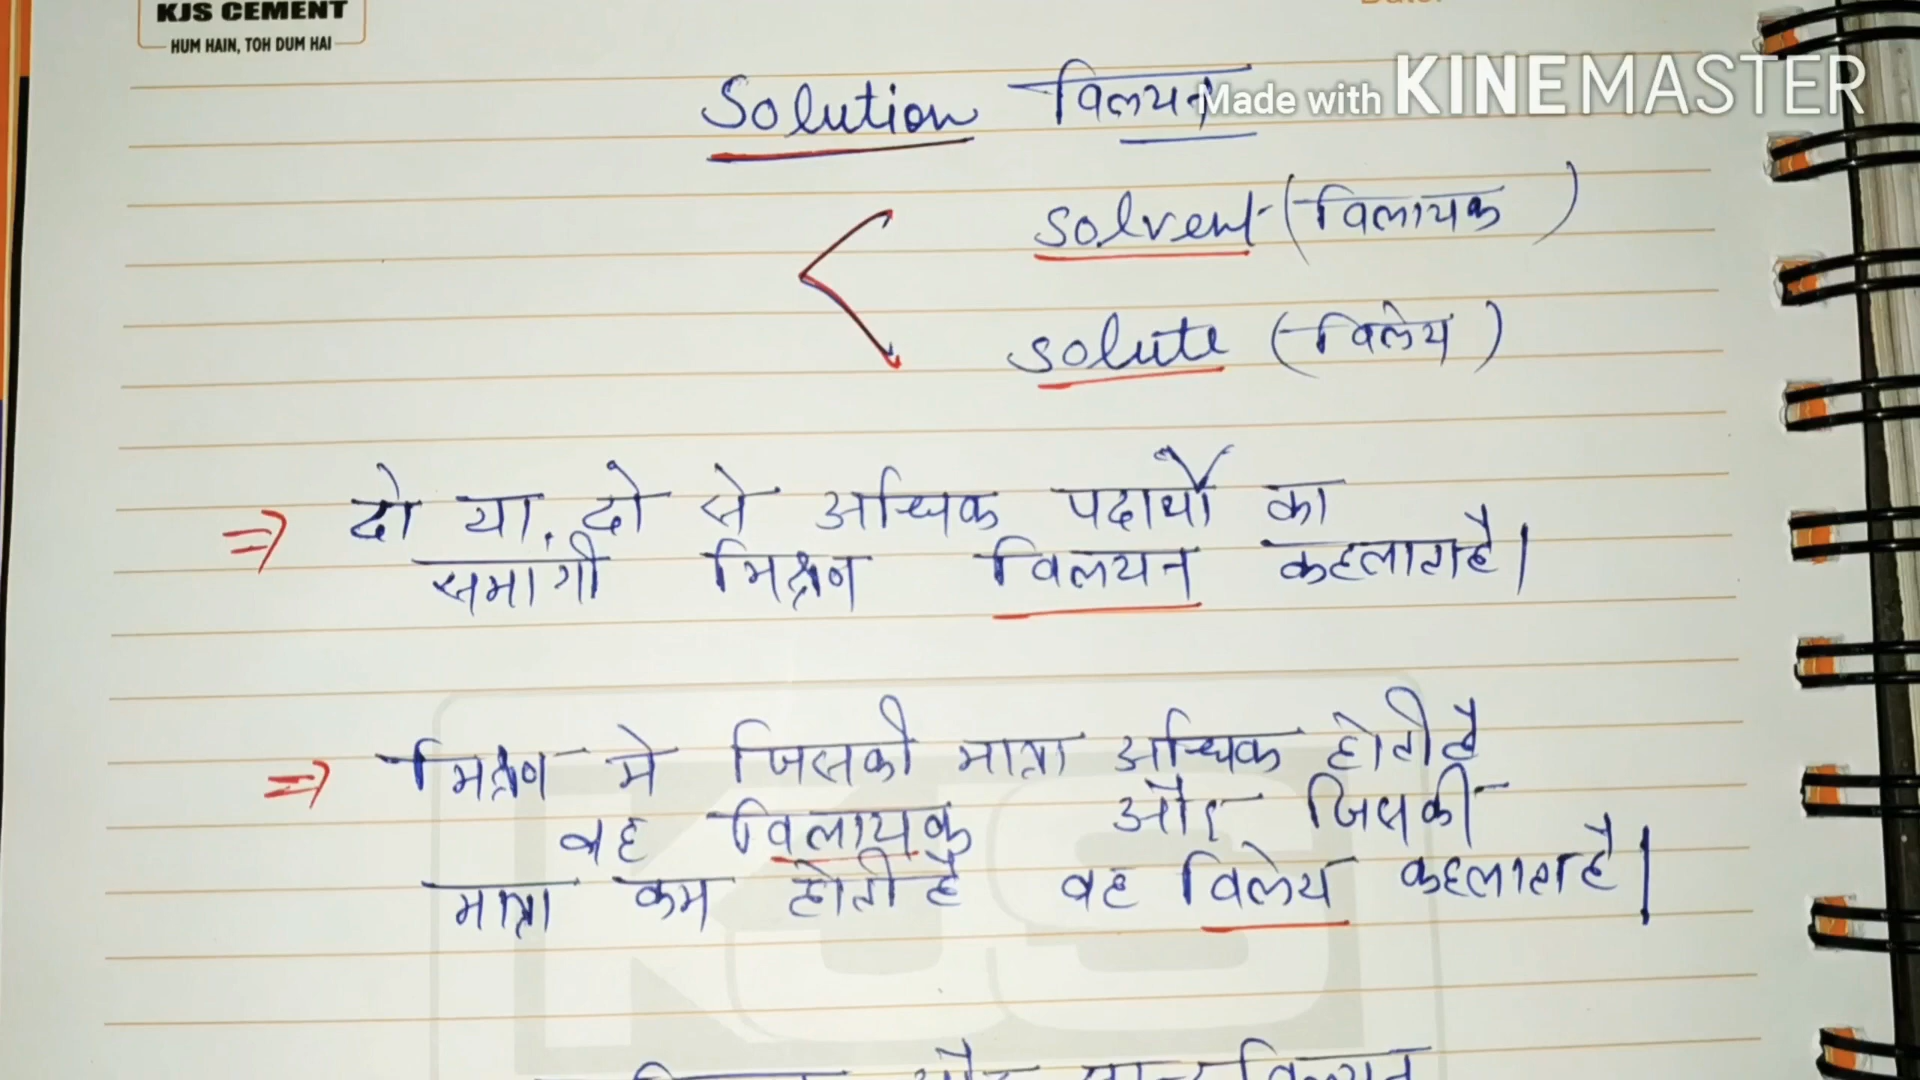 KJS CEMENT
HUM HAIN, TOH DUM HAI
Made with KINEMASTER
Solution विलयन
solvent (विलायक)
solute (विलेय)
⇒ दो या दो से अधिक पदार्थों का
समांगी मिश्रण विलयन कहलाता है।
⇒ मिश्रण मे जिसकी मात्रा अधिक होती है
वह विलायक और जिसकी
मात्रा कम होती है वह विलेय कहलाता है।
KJS